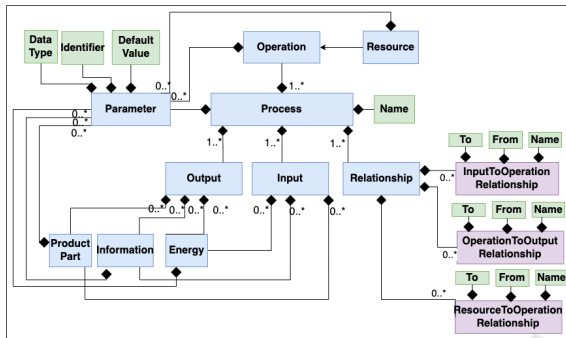 Data
Type
Identifier
Default
Value
Operation
Resource
0..*
0..*
1..*
Parameter
Process
Name
0..*
0..*
0..*
1..*
1..*
1..*
Output
Input
Relationship
To
From
Name
0..*
InputToOperation
Relationship
0..*
0..*
0..*
0..*
0..*
0..*
0..*
To
From
Name
Product
Part
Information
Energy
OperationToOutput
Relationship
0..*
To
From
Name
0..*
ResourceToOperation
Relationship